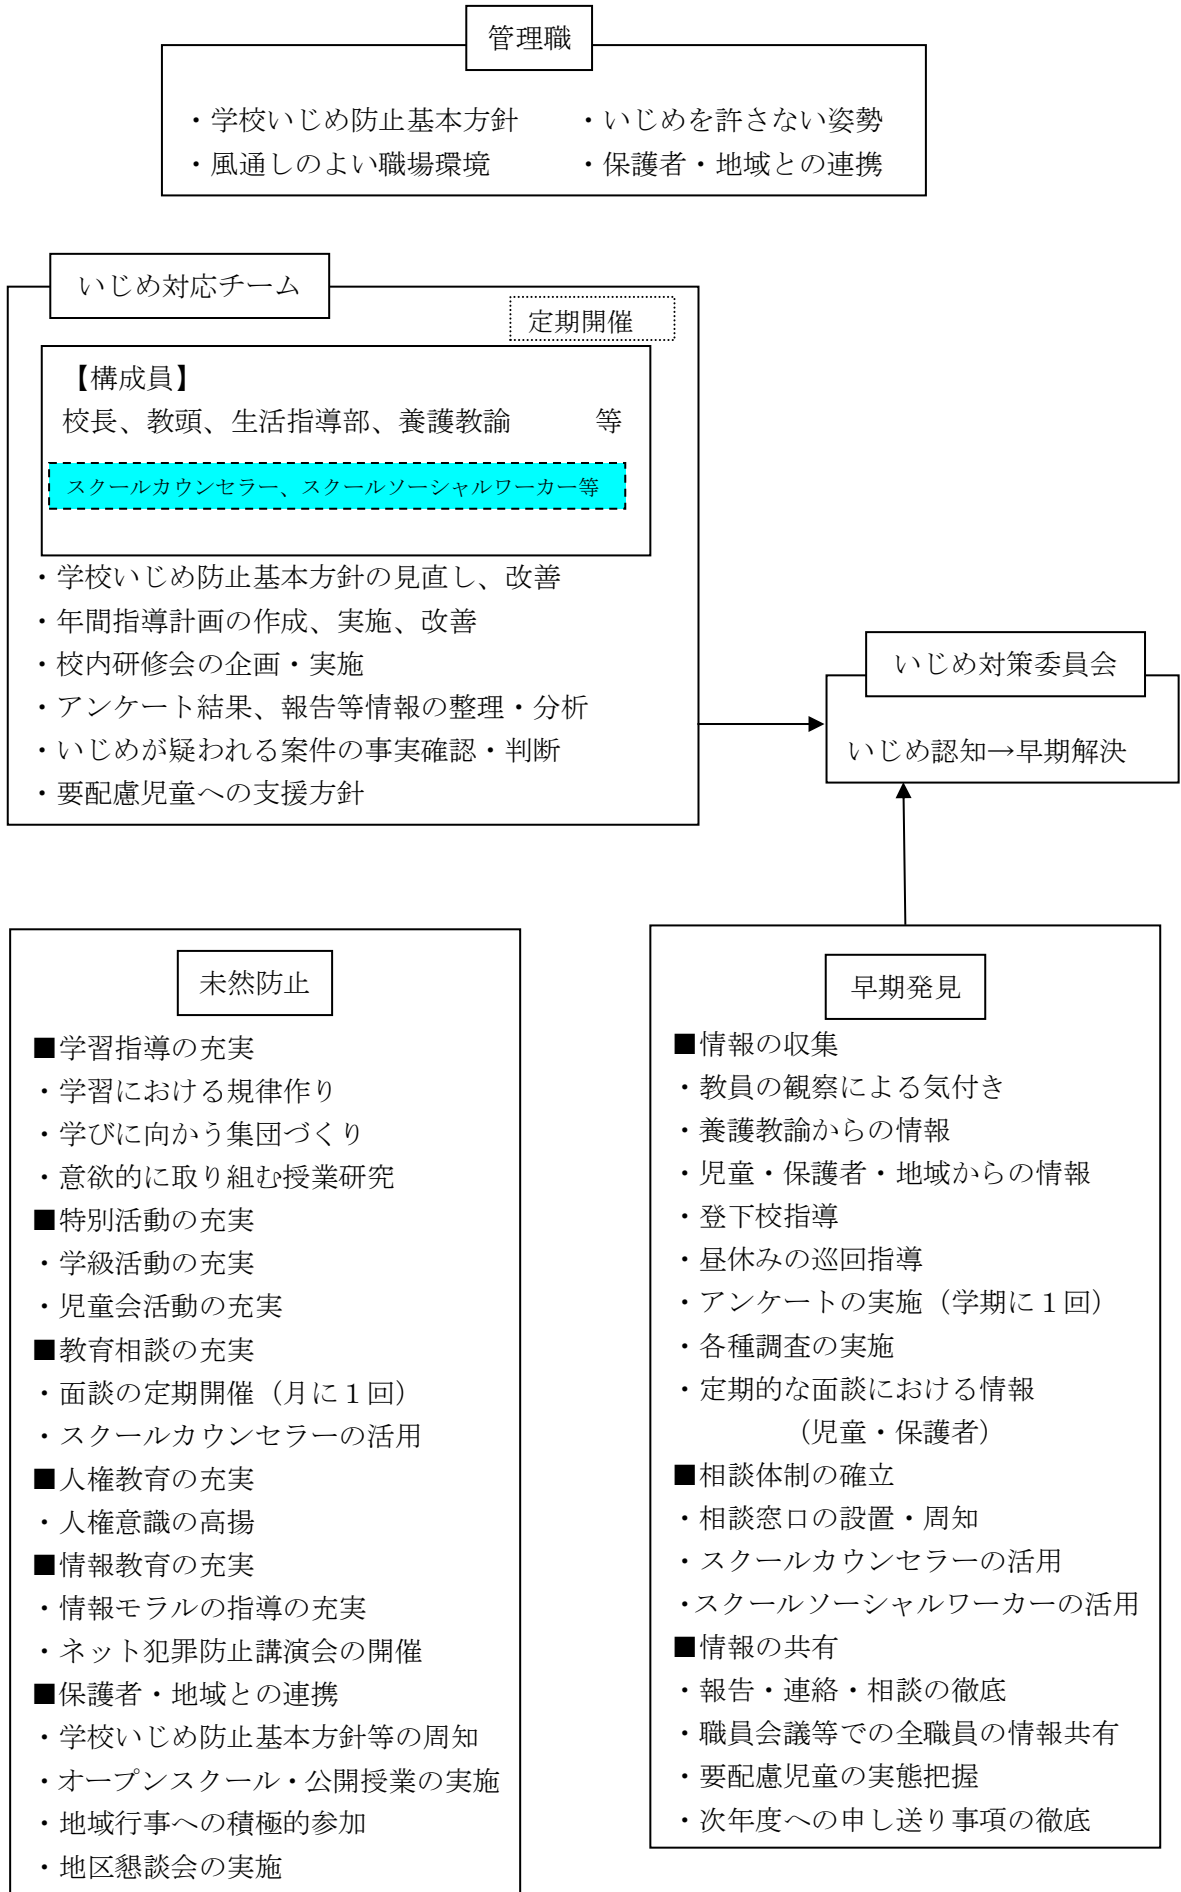 管理職
・学校いじめ防止基本方針　　・いじめを許さない姿勢
・風通しのよい職場環境　　　・保護者・地域との連携
いじめ対応チーム
定期開催
【構成員】
校長、教頭、生活指導部、養護教諭　　　等
スクールカウンセラー、スクールソーシャルワーカー等
・学校いじめ防止基本方針の見直し、改善
・年間指導計画の作成、実施、改善
・校内研修会の企画・実施
・アンケート結果、報告等情報の整理・分析
・いじめが疑われる案件の事実確認・判断
・要配慮児童への支援方針
いじめ対策委員会
いじめ認知→早期解決
未然防止
■学習指導の充実
・学習における規律作り
・学びに向かう集団づくり
・意欲的に取り組む授業研究
■特別活動の充実
・学級活動の充実
・児童会活動の充実
■教育相談の充実
・面談の定期開催（月に１回）
・スクールカウンセラーの活用
■人権教育の充実
・人権意識の高揚
■情報教育の充実
・情報モラルの指導の充実
・ネット犯罪防止講演会の開催
■保護者・地域との連携
・学校いじめ防止基本方針等の周知
・オープンスクール・公開授業の実施
・地域行事への積極的参加
・地区懇談会の実施
早期発見
■情報の収集
・教員の観察による気付き
・養護教諭からの情報
・児童・保護者・地域からの情報
・登下校指導
・昼休みの巡回指導
・アンケートの実施（学期に１回）
・各種調査の実施
・定期的な面談における情報
（児童・保護者）
■相談体制の確立
・相談窓口の設置・周知
・スクールカウンセラーの活用
・スクールソーシャルワーカーの活用
■情報の共有
・報告・連絡・相談の徹底
・職員会議等での全職員の情報共有
・要配慮児童の実態把握
・次年度への申し送り事項の徹底